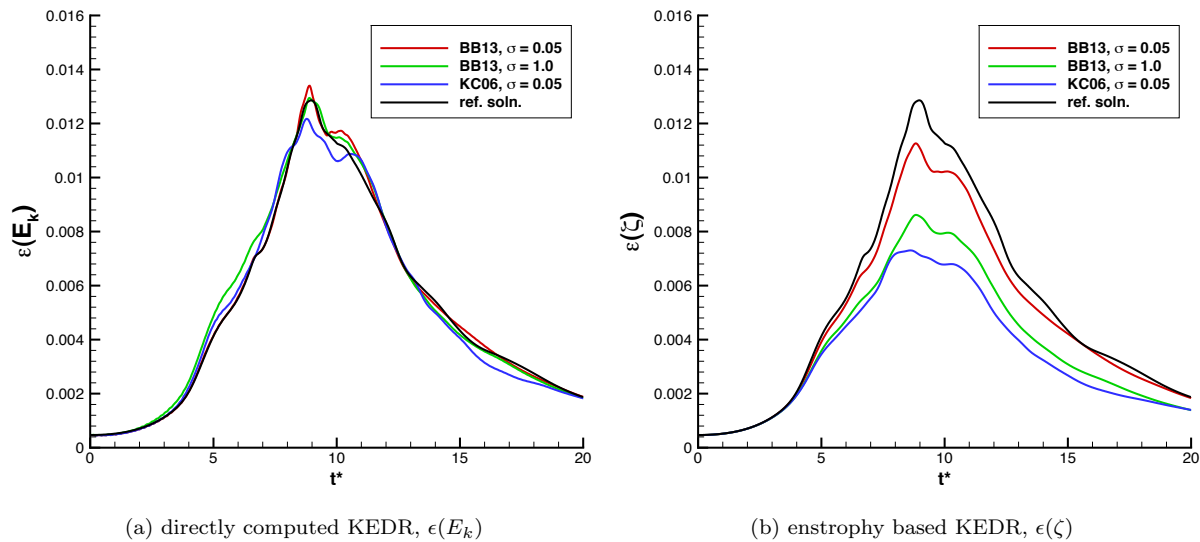 0.016
0.014
0.012
0.01
0.008
0.006
0.004
0.002
0
ε(E_k)
BB13, σ = 0.05
BB13, σ = 1.0
KC06, σ = 0.05
ref. soln.
0 5 10 15 20
t*
(a) directly computed KEDR, ϵ(E_k)
0.016
0.014
0.012
0.01
0.008
0.006
0.004
0.002
0
ε(ζ)
BB13, σ = 0.05
BB13, σ = 1.0
KC06, σ = 0.05
ref. soln.
0 5 10 15 20
t*
(b) enstrophy based KEDR, ϵ(ζ)